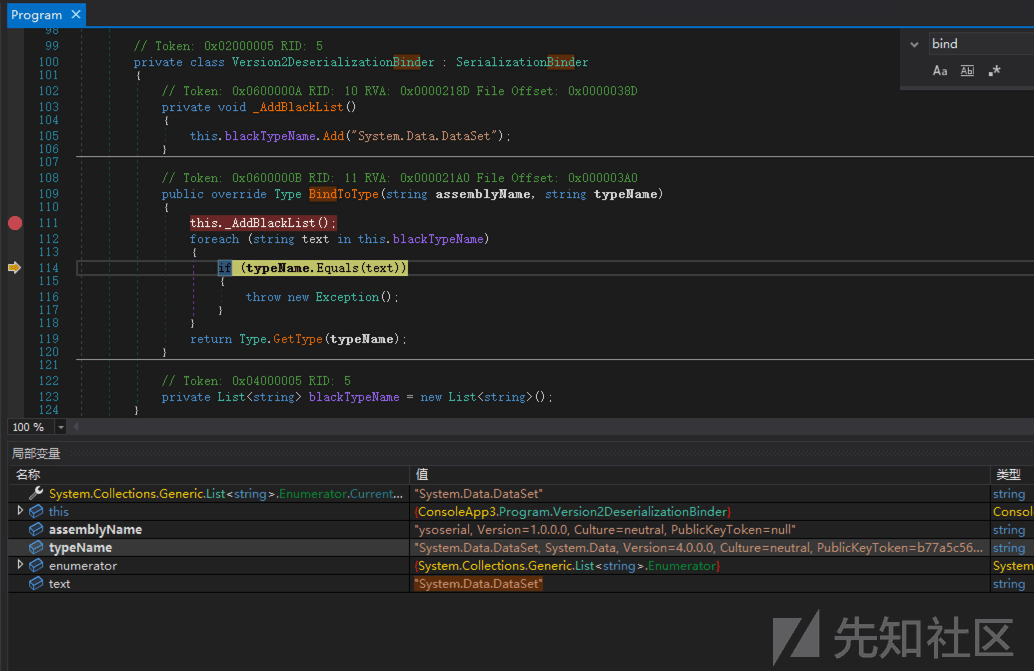 Program ×
98
99 // Token: 0x02000005 RID: 5
100 private class Version2DeserializationBinder : SerializationBinder
101 {
102 // Token: 0x0600000A RID: 10 RVA: 0x0000218D File Offset: 0x0000038D
103 private void _AddBlackList()
104 {
105 this.blackTypeName.Add("System.Data.DataSet");
106 }
107
108 // Token: 0x0600000B RID: 11 RVA: 0x000021A0 File Offset: 0x000003A0
109 public override Type BindToType(string assemblyName, string typeName)
110 {
111 this._AddBlackList();
112 foreach (string text in this.blackTypeName)
113 {
114 if (typeName.Equals(text))
115 {
116 throw new Exception();
117 }
118 }
119 return Type.GetType(typeName);
120 }
121
122 // Token: 0x04000005 RID: 5
123 private List<string> blackTypeName = new List<string>();
124 }
bind
Aa Ab .*
100 %
局部变量
名称 值 类型
System.Collections.Generic.List<string>.Enumerator.Current... "System.Data.DataSet" string
this {ConsoleApp3.Program.Version2DeserializationBinder} Consol
assemblyName "ysoserial, Version=1.0.0.0, Culture=neutral, PublicKeyToken=null" string
typeName "System.Data.DataSet, System.Data, Version=4.0.0.0, Culture=neutral, PublicKeyToken=b77a5c56... string
enumerator {System.Collections.Generic.List<string>.Enumerator} System
text "System.Data.DataSet" string
先知社区